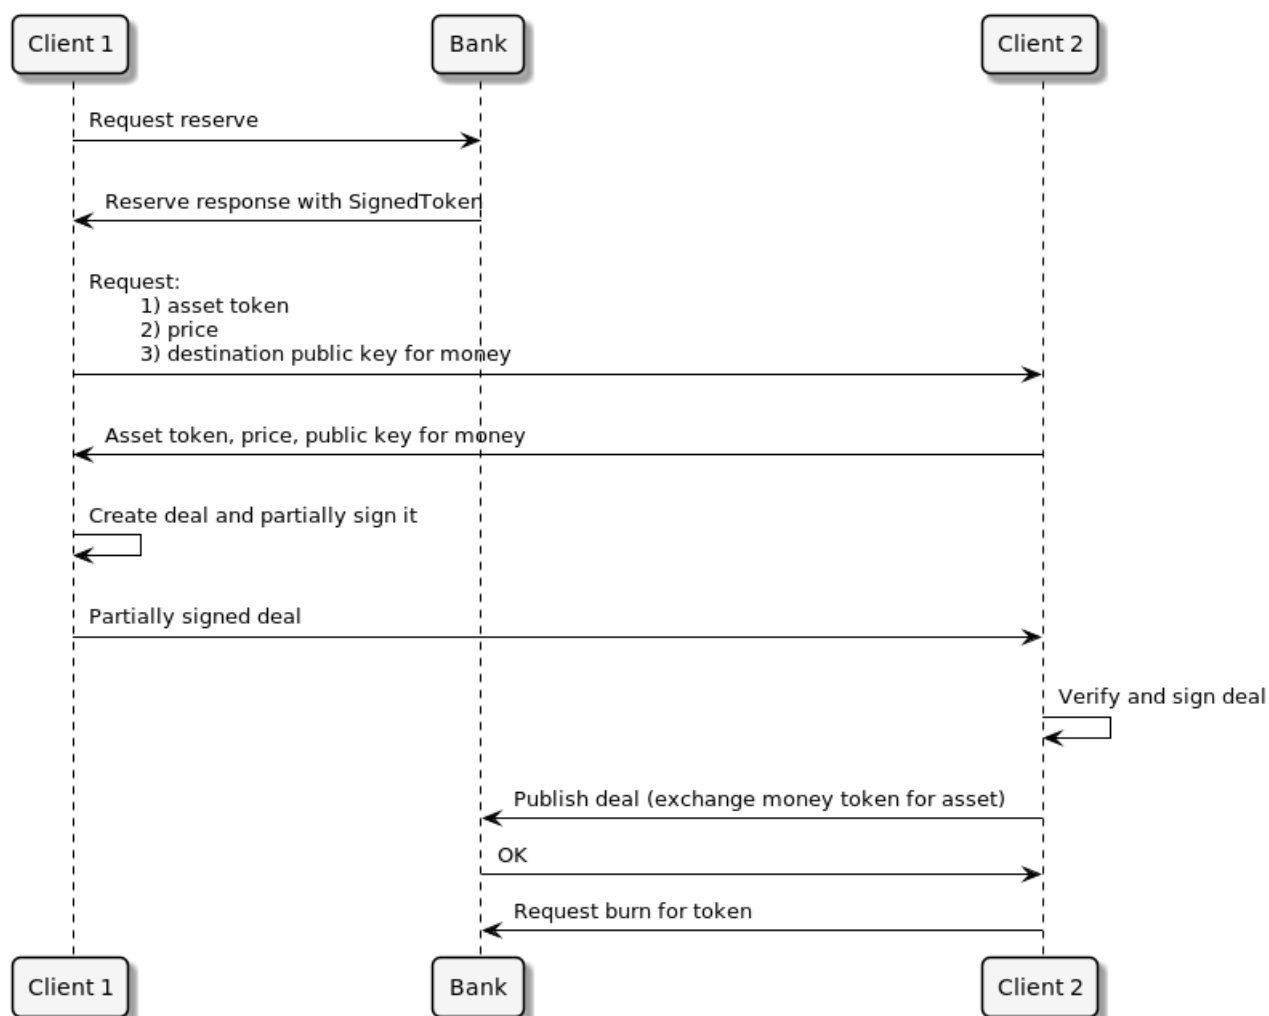 Client 1
Bank
Client 2
Request reserve
Reserve response with SignedToken
Request:
1) asset token
2) price
3) destination public key for money
Asset token, price, public key for money
Create deal and partially sign it
Partially signed deal
Verify and sign deal
Publish deal (exchange money token for asset)
OK
Request burn for token
Client 1
Bank
Client 2